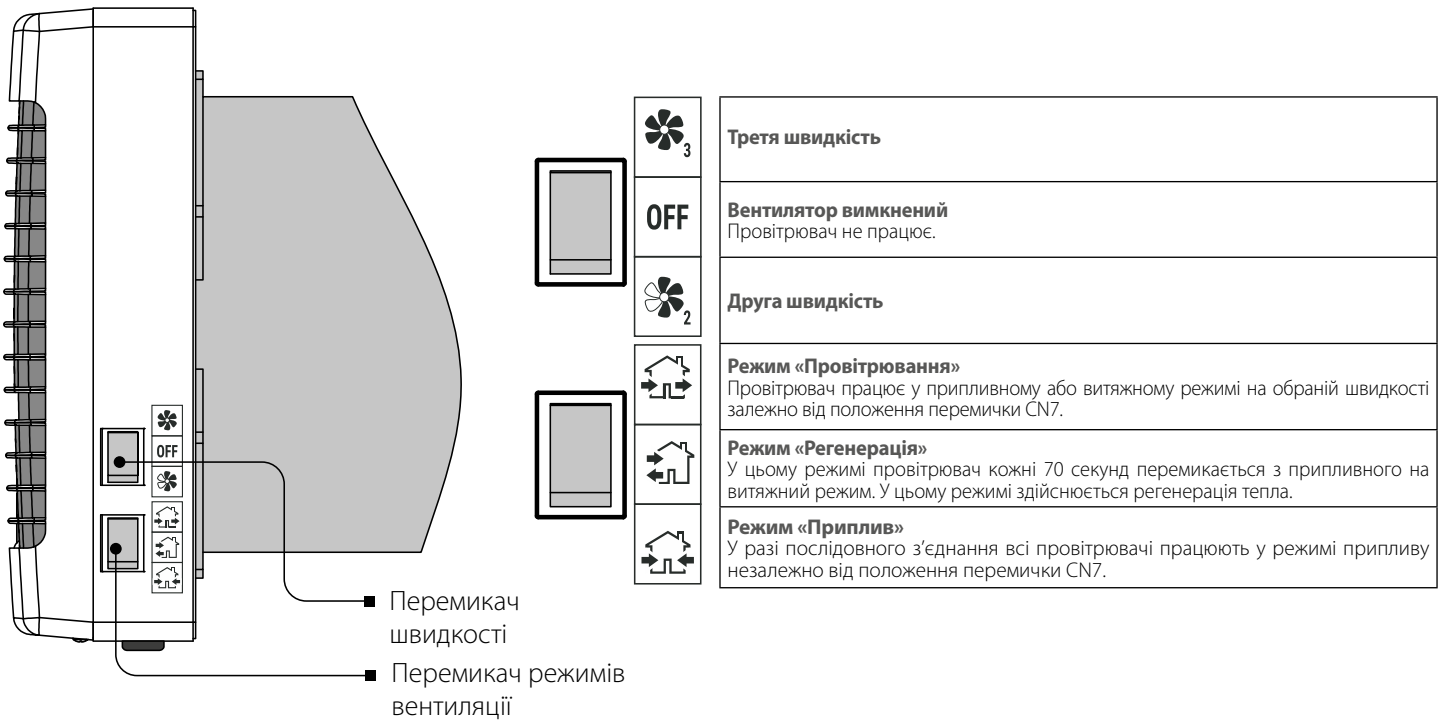 3
Третя швидкість
OFF
Вентилятор вимкнений
Провітрювач не працює.
2
Друга швидкість
Режим «Провітрювання»
Провітрювач працює у припливному або витяжному режимі на обраній швидкості
залежно від положення перемички CN7.
Режим «Регенерація»
У цьому режимі провітрювач кожні 70 секунд перемикається з припливного на
витяжний режим. У цьому режимі здійснюється регенерація тепла.
Режим «Приплив»
У разі послідовного з’єднання всі провітрювачі працюють у режимі припливу
незалежно від положення перемички CN7.
OFF
Перемикач
швидкості
Перемикач режимів
вентиляції